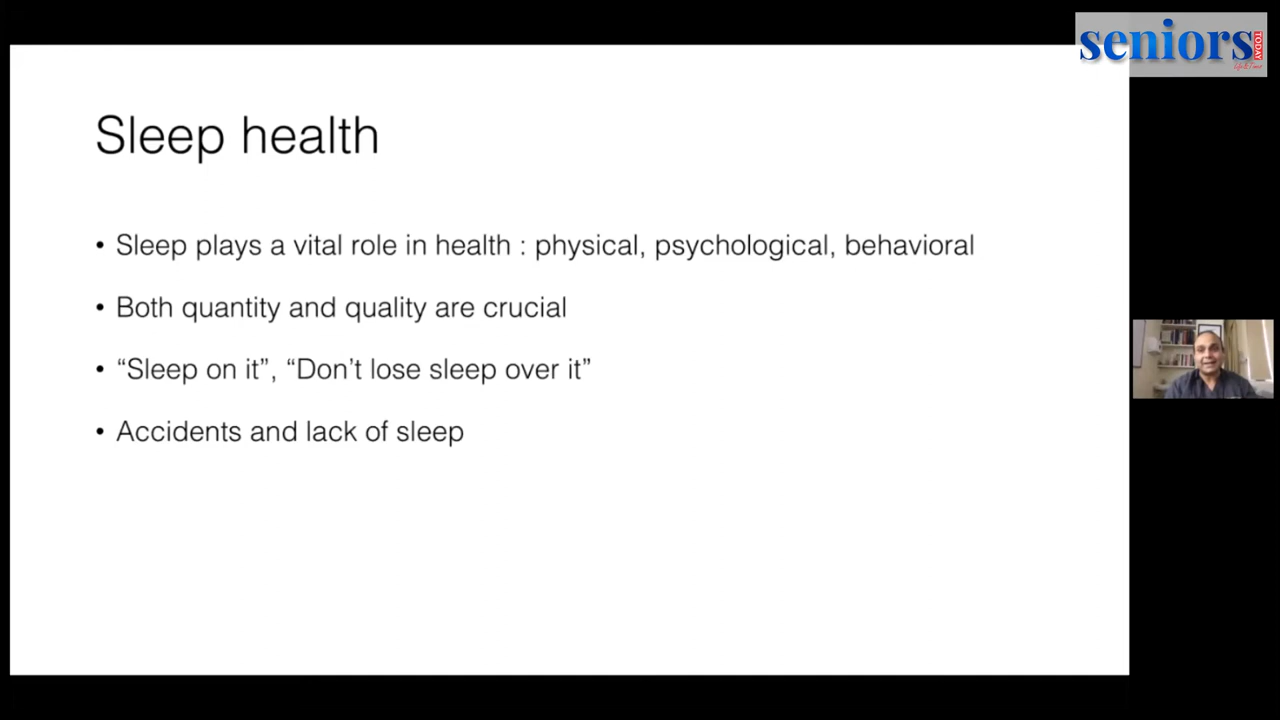 seniors
TODAY
Sleep health
• Sleep plays a vital role in health : physical, psychological, behavioral
• Both quantity and quality are crucial
• “Sleep on it”, “Don’t lose sleep over it”
• Accidents and lack of sleep